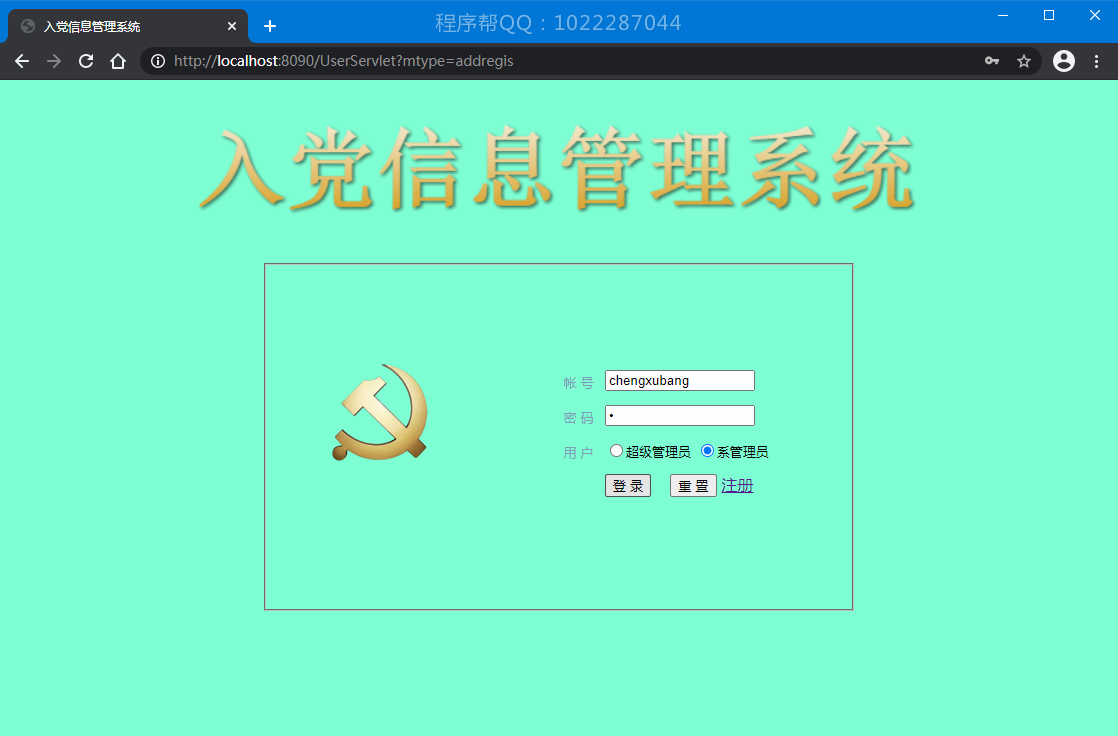 程序帮QQ：1022287044
入党信息管理系统
http://localhost:8090/UserServlet?mtype=addregis
入党信息管理系统
帐 号 chengxubang
密 码 •
用 户 超级管理员 系管理员
登 录 重 置 注册